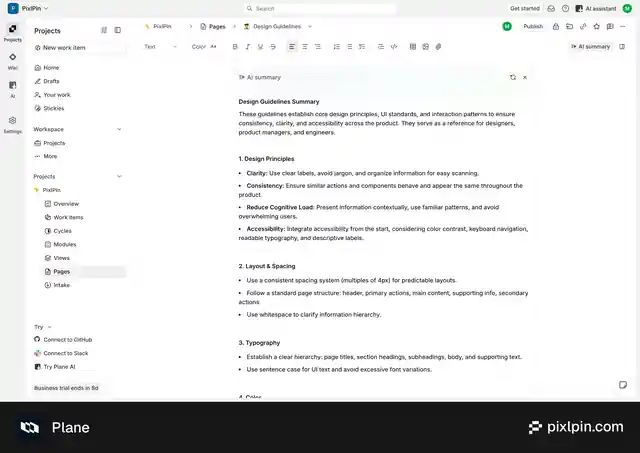 P PixlPin
Search
Get started
AI assistant
M
Projects
Wiki
AI
Settings
Projects
New work item
Home
Drafts
Your work
Stickies
Workspace
Projects
More
Projects
PixlPin
Overview
Work items
Cycles
Modules
Views
Pages
Intake
Try
Connect to GitHub
Connect to Slack
Try Plane AI
Business trial ends in 8d
PixlPin > Pages > Design Guidelines
M Publish
Text Color Aa B I U S
AI summary
AI summary
Design Guidelines Summary
These guidelines establish core design principles, UI standards, and interaction patterns to ensure
consistency, clarity, and accessibility across the product. They serve as a reference for designers,
product managers, and engineers.
1. Design Principles
• Clarity: Use clear labels, avoid jargon, and organize information for easy scanning.
• Consistency: Ensure similar actions and components behave and appear the same throughout the
product.
• Reduce Cognitive Load: Present information contextually, use familiar patterns, and avoid
overwhelming users.
• Accessibility: Integrate accessibility from the start, considering color contrast, keyboard navigation,
readable typography, and descriptive labels.
2. Layout & Spacing
• Use a consistent spacing system (multiples of 4px) for predictable layouts.
• Follow a standard page structure: header, primary actions, main content, supporting info, secondary
actions
• Use whitespace to clarify information hierarchy.
3. Typography
• Establish a clear hierarchy: page titles, section headings, subheadings, body, and supporting text.
• Use sentence case for UI text and avoid excessive font variations.
4. Color
Plane
pixlpin.com